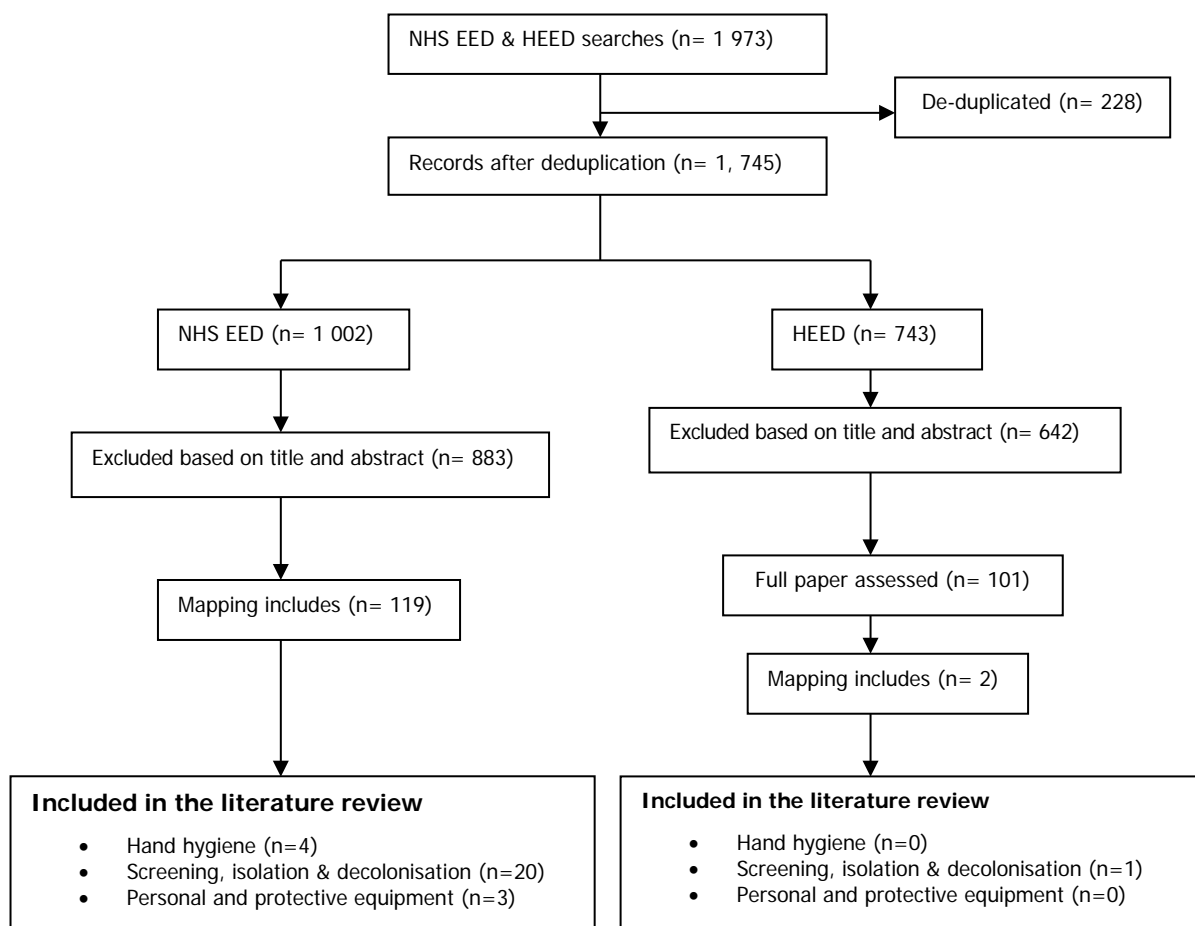 NHS EED & HEED searches (n= 1 973)
De-duplicated (n= 228)
Records after deduplication (n= 1, 745)
NHS EED (n= 1 002)
HEED (n= 743)
Excluded based on title and abstract (n= 883)
Excluded based on title and abstract (n= 642)
Mapping includes (n= 119)
Full paper assessed (n= 101)
Mapping includes (n= 2)
Included in the literature review
• Hand hygiene (n=4)
• Screening, isolation & decolonisation (n=20)
• Personal and protective equipment (n=3)
Included in the literature review
• Hand hygiene (n=0)
• Screening, isolation & decolonisation (n=1)
• Personal and protective equipment (n=0)